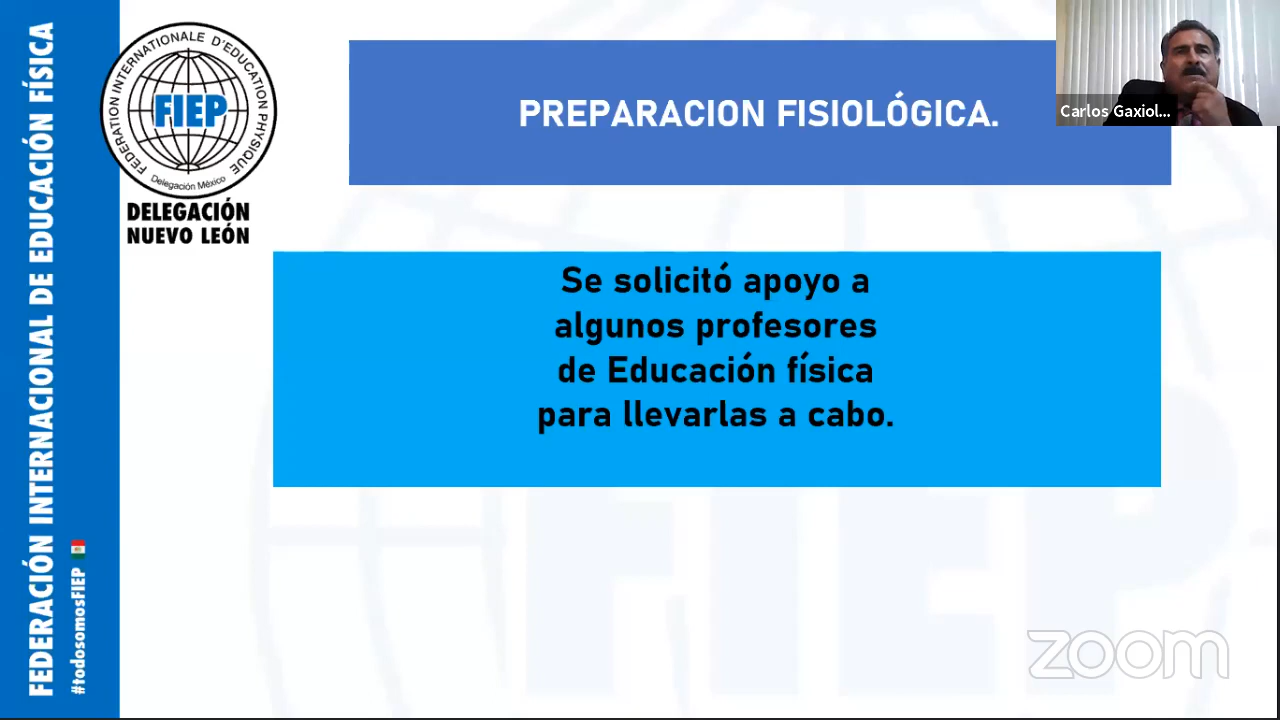 FEDERACIÓN INTERNACIONAL DE EDUCACIÓN FÍSICA
#todosomosFIEP
FEDERATION INTERNATIONALE D'EDUCATION PHYSIQUE
FIEP
Delegación México
DELEGACIÓN
NUEVO LEÓN
PREPARACION FISIOLÓGICA.
Carlos Gaxiol...
Se solicitó apoyo a
algunos profesores
de Educación física
para llevarlas a cabo.
FIEP
zoom